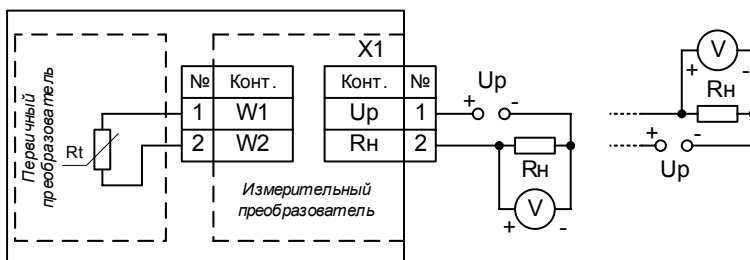 Первичный
преобразователь
Rt
№ Конт.
1 W1
2 W2
Измерительный
преобразователь
X1
Конт. №
Up 1
Rн 2
Up
+ -
Rн
V
+ -
V
+ -
Rн
+ -
Up